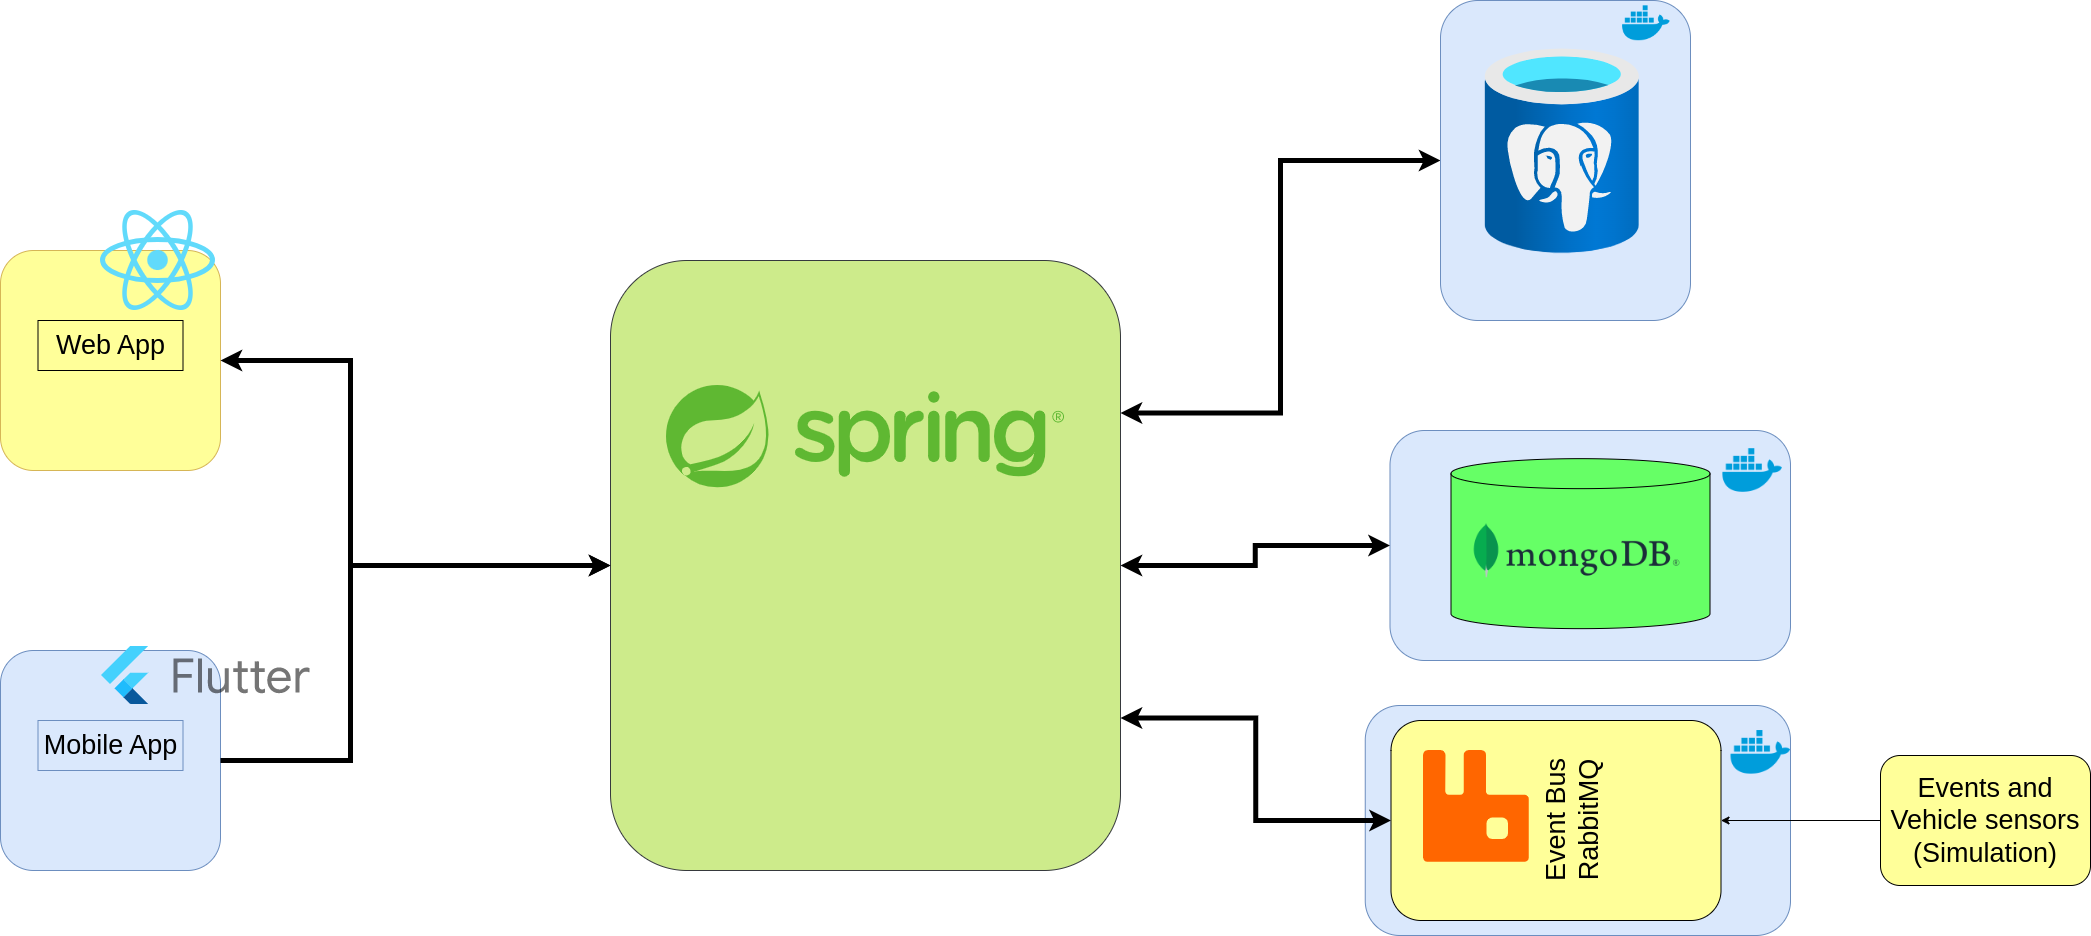 Web App
Flutter
Mobile App
spring®
mongoDB®
Event Bus
RabbitMQ
Events and
Vehicle sensors
(Simulation)